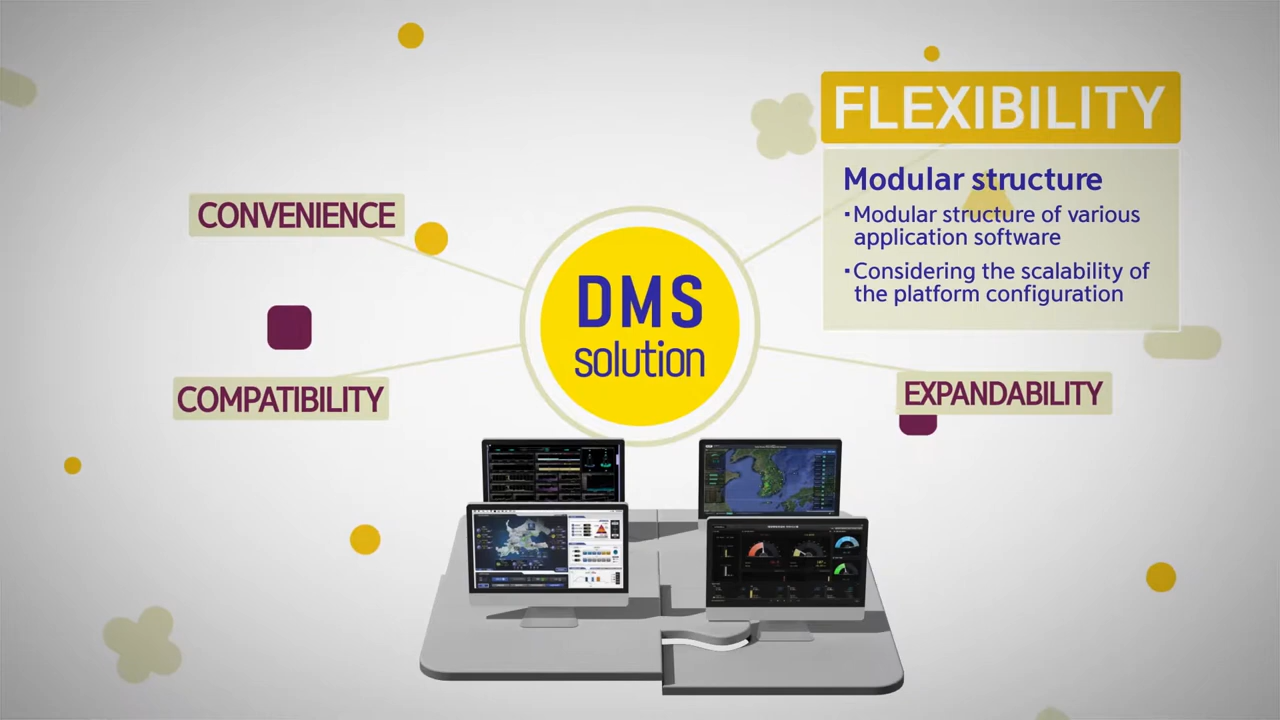 FLEXIBILITY
Modular structure
·Modular structure of various
application software
·Considering the scalability of
the platform configuration
CONVENIENCE
DMS
solution
COMPATIBILITY
EXPANDABILITY